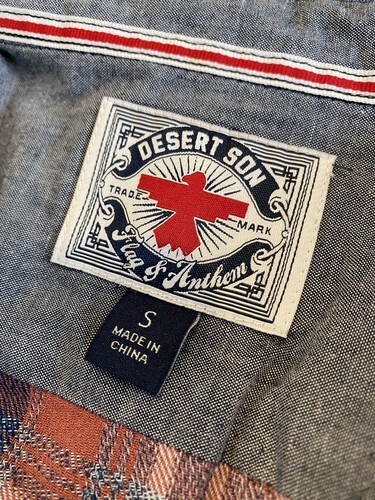 DESERT SON
TRADE MARK
Flag & Anthem
S
MADE IN
CHINA